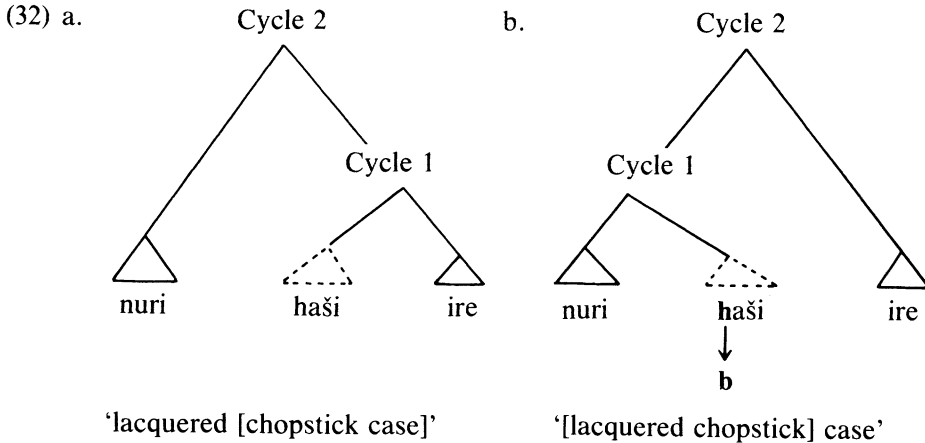 (32) a. Cycle 2 b. Cycle 2
Cycle 1 Cycle 1
nuri haši ire nuri haši ire
b
‘lacquered [chopstick case]’ ‘[lacquered chopstick] case’